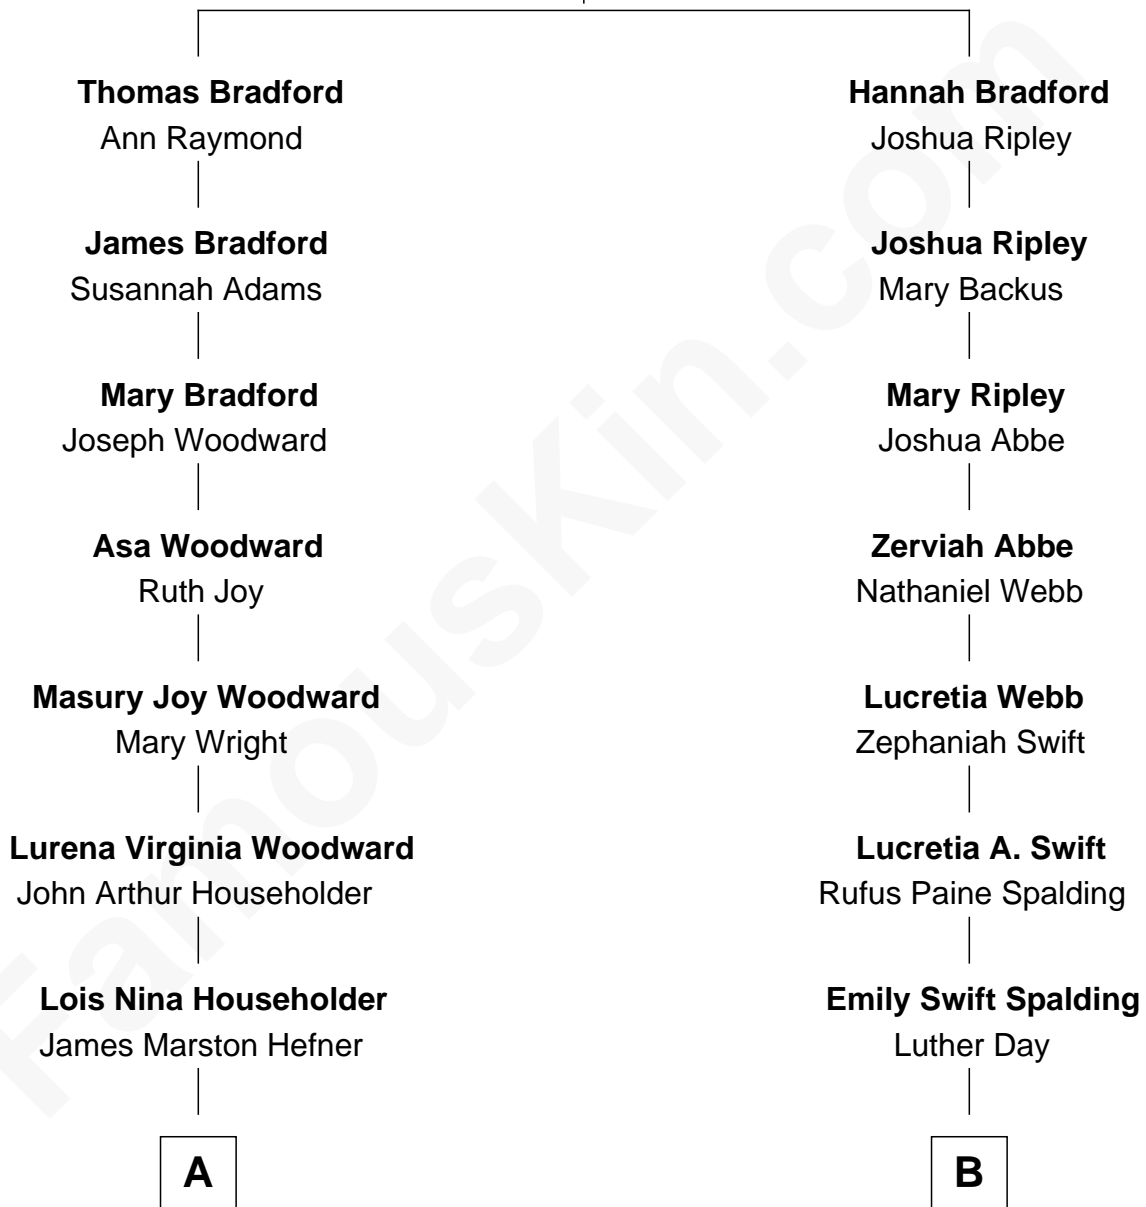 Thomas Bradford
Ann Raymond
James Bradford
Susannah Adams
Mary Bradford
Joseph Woodward
Asa Woodward
Ruth Joy
Masury Joy Woodward
Mary Wright
Lurena Virginia Woodward
John Arthur Householder
Lois Nina Householder
James Marston Hefner
A
Hannah Bradford
Joshua Ripley
Joshua Ripley
Mary Backus
Mary Ripley
Joshua Abbe
Zerviah Abbe
Nathaniel Webb
Lucretia Webb
Zephaniah Swift
Lucretia A. Swift
Rufus Paine Spalding
Emily Swift Spalding
Luther Day
B
FamousKin.com